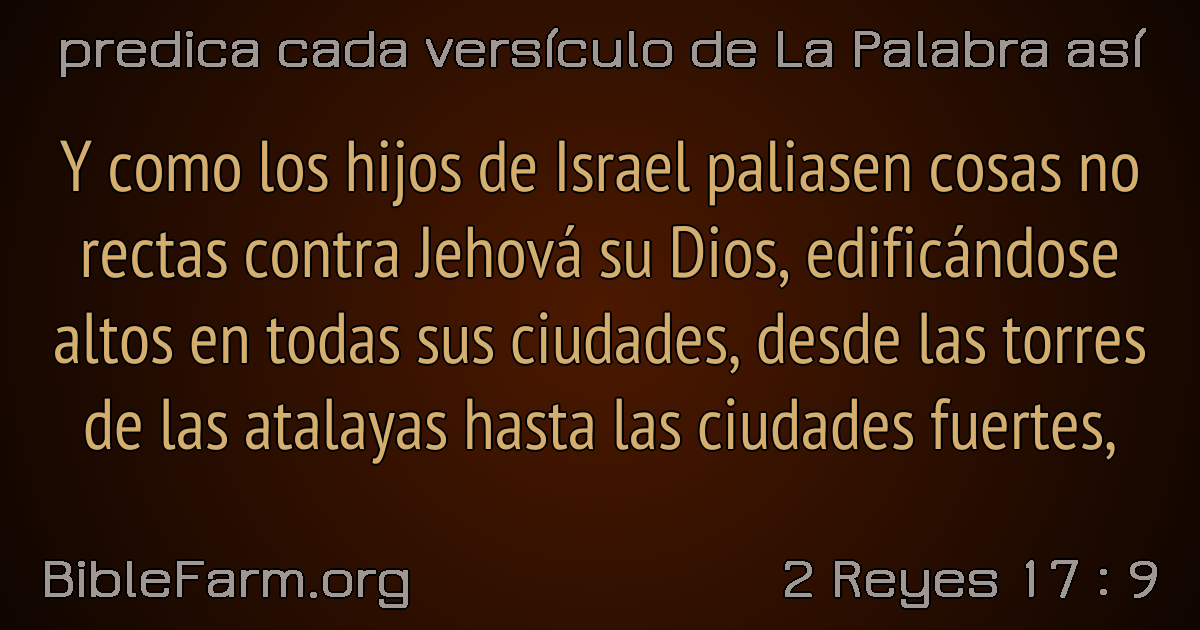 predica cada versículo de La Palabra así
Y como los hijos de Israel paliasen cosas no
rectas contra Jehová su Dios, edificándose
altos en todas sus ciudades, desde las torres
de las atalayas hasta las ciudades fuertes,
BibleFarm.org
2 Reyes 17 : 9